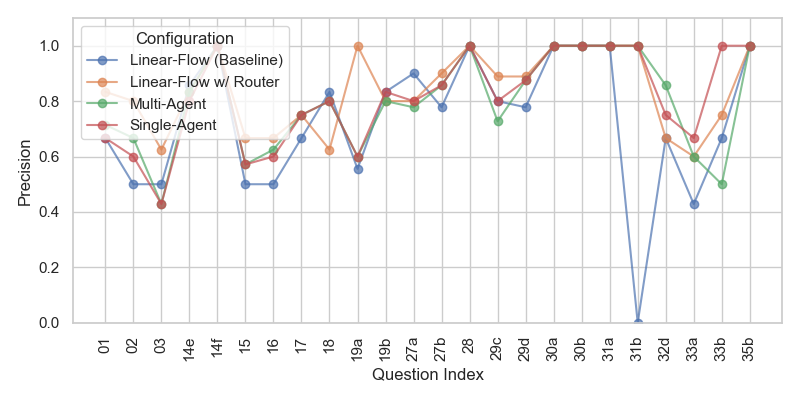 Configuration
Linear-Flow (Baseline)
Linear-Flow w/ Router
Multi-Agent
Single-Agent
Precision
1.0
0.8
0.6
0.4
0.2
0.0
01 02 03 14e 14f 15 16 17 18 19a 19b 27a 27b 28 29c 29d 30a 30b 31a 31b 32d 33a 33b 35b
Question Index